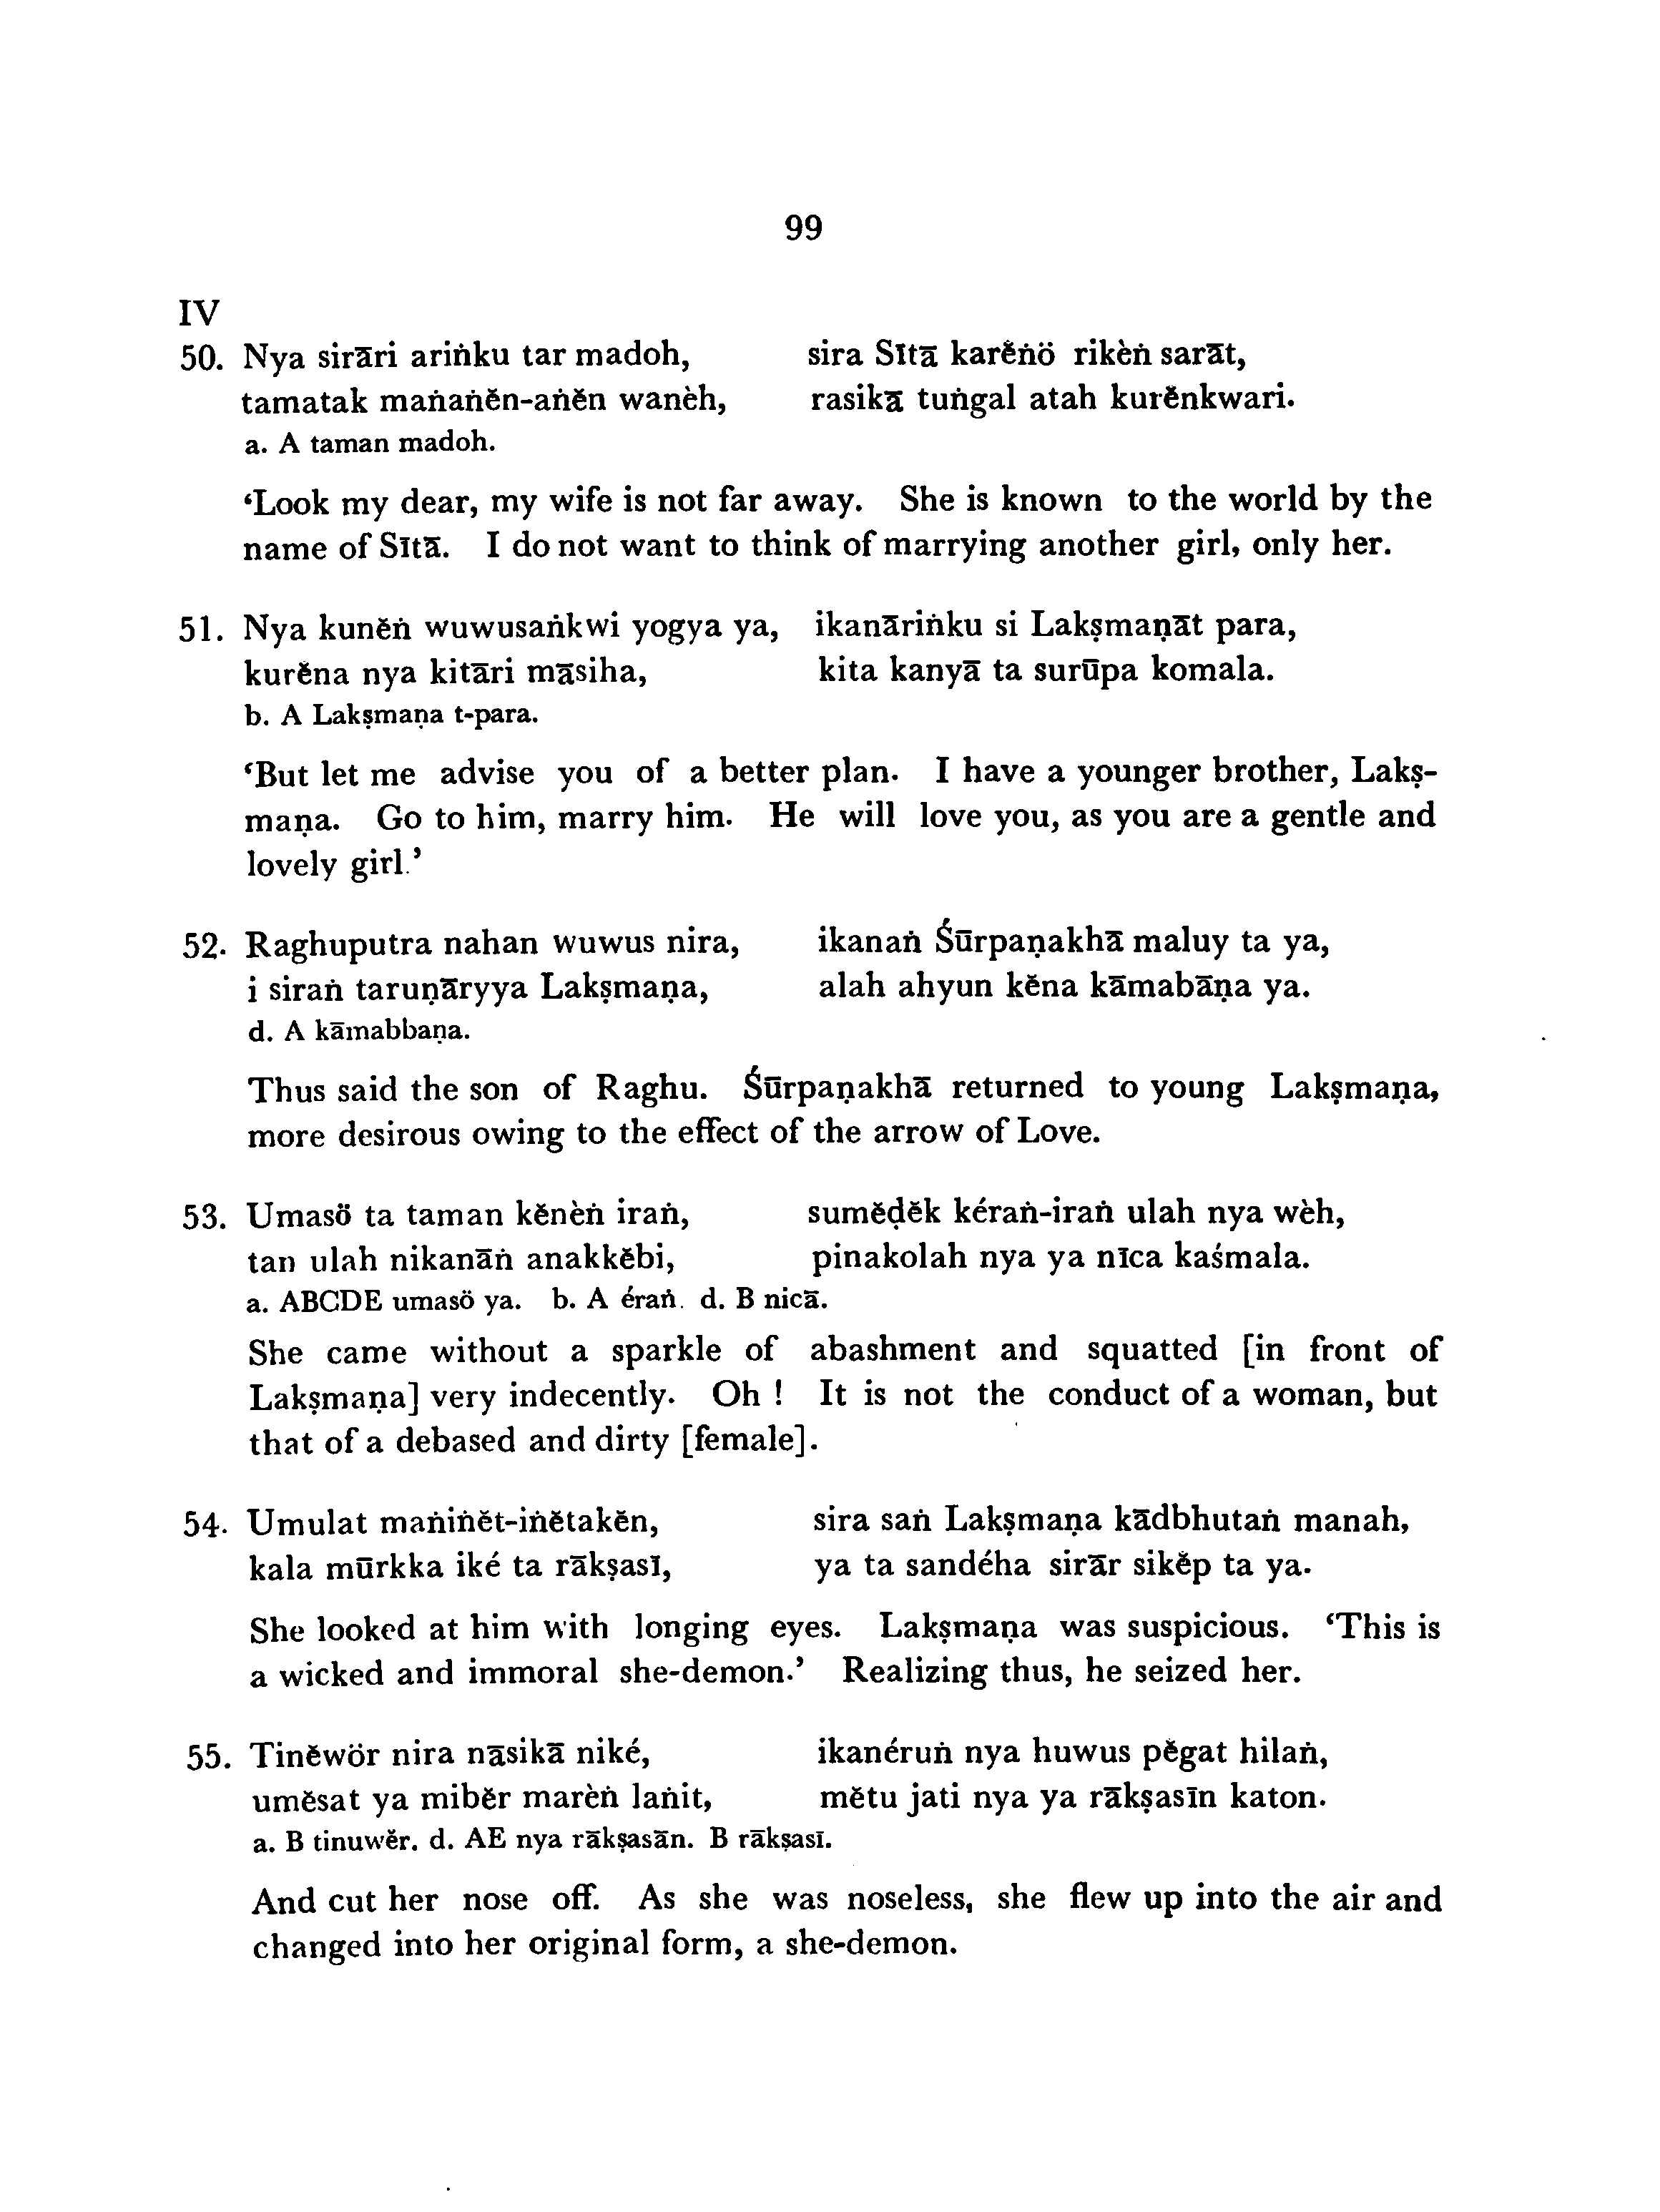 99
IV
50. Nya sirāri ariṅku tar madoh, sira Sītā karĕṅö rikèṅ sarāt,
tamatak maṅaṅĕn-aṅĕn wanèh, rasikā tuṅgal atah kurĕnkwari.
a. A taman madoh.
‘Look my dear, my wife is not far away. She is known to the world by the
name of Sītā. I do not want to think of marrying another girl, only her.
51. Nya kunĕṅ wuwusaṅkwi yogya ya, ikanāriṅku si Lakṣmaṇāt para,
kurĕna nya kitāri māsiha, kita kanyā ta surūpa komala.
b. A Lakṣmaṇa t-para.
‘But let me advise you of a better plan. I have a younger brother, Lakṣ-
maṇa. Go to him, marry him. He will love you, as you are a gentle and
lovely girl.’
52. Raghuputra nahan wuwus nira, ikanaṅ Śūrpaṇakhā maluy ta ya,
i siraṅ taruṇāryya Lakṣmaṇa, alah ahyun kĕna kāmabāṇa ya.
d. A kāmabbaṇa.
Thus said the son of Raghu. Śūrpaṇakhā returned to young Lakṣmaṇa,
more desirous owing to the effect of the arrow of Love.
53. Umasö ta taman kĕnèṅ iraṅ, sumĕḍĕk kéraṅ-iraṅ ulah nya wèh,
tan ulah nikanāṅ anakkĕbi, pinakolah nya ya nīca kaśmala.
a. ABCDE umasö ya. b. A éraṅ. d. B nicā.
She came without a sparkle of abashment and squatted [in front of
Lakṣmaṇa] very indecently. Oh ! It is not the conduct of a woman, but
that of a debased and dirty [female].
54. Umulat maṅiṅĕt-iṅĕtakĕn, sira saṅ Lakṣmaṇa kādbhutaṅ manah,
kala mūrkka iké ta rākṣasī, ya ta sandéha sirār sikĕp ta ya.
She looked at him with longing eyes. Lakṣmaṇa was suspicious. ‘This is
a wicked and immoral she-demon.’ Realizing thus, he seized her.
55. Tinĕwör nira nāsikā niké, ikanéruṅ nya huwus pĕgat hilaṅ,
umĕsat ya mibĕr marèṅ laṅit, mĕtu jati nya ya rākṣasīn katon.
a. B tinuwĕr. d. AE nya rākṣasān. B rākṣasī.
And cut her nose off. As she was noseless, she flew up into the air and
changed into her original form, a she-demon.